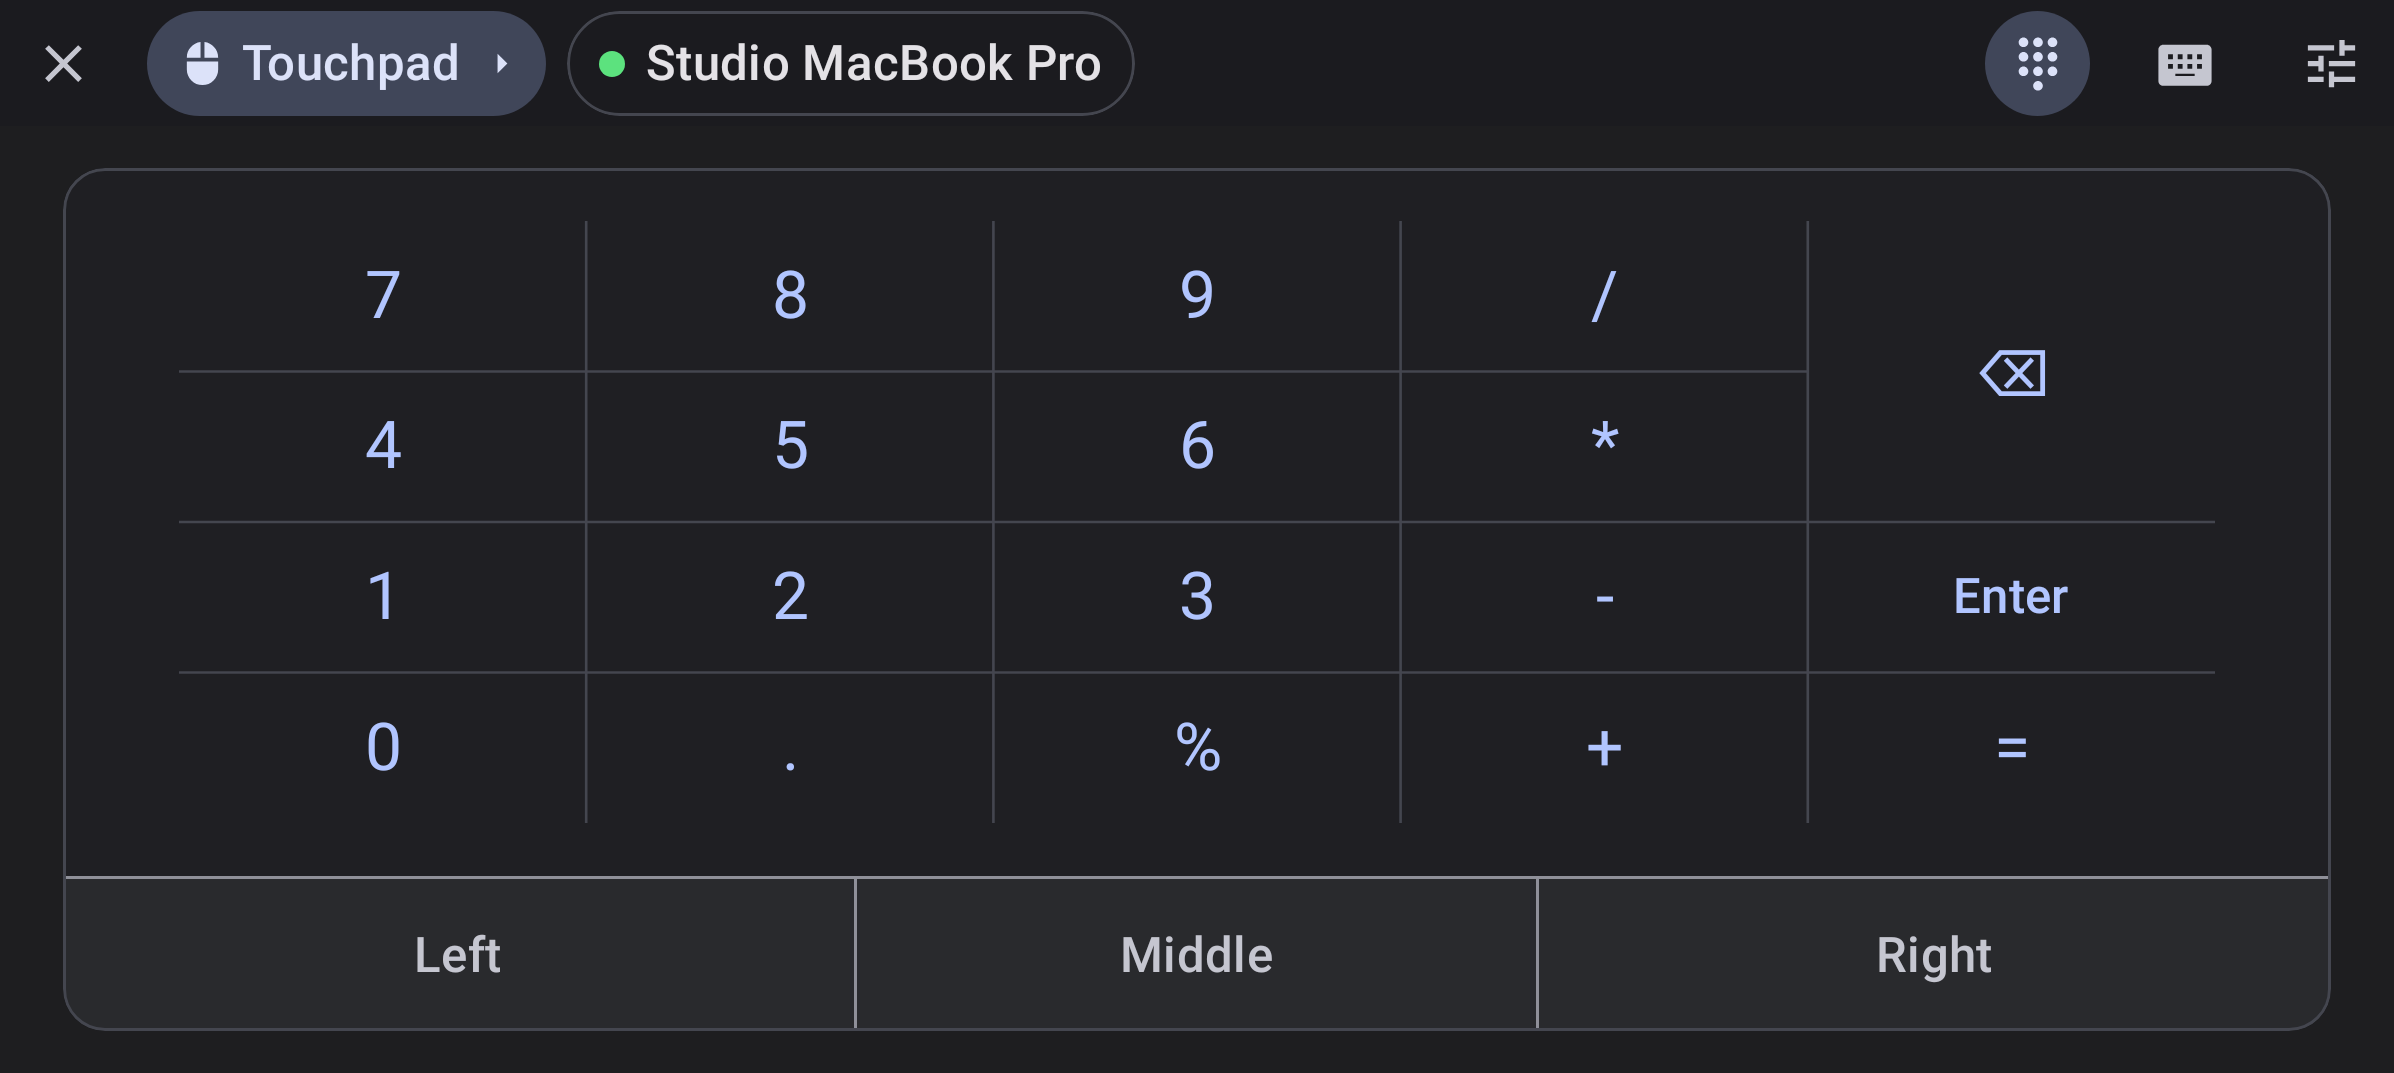 Touchpad
Studio MacBook Pro
7 8 9 /
4 5 6 *
1 2 3 - Enter
0 . % + =
Left Middle Right